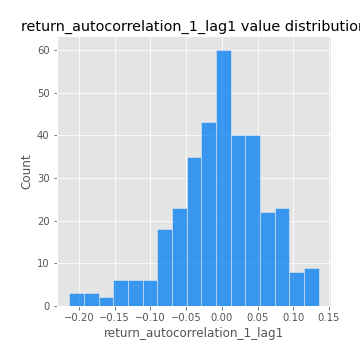 return_autocorrelation_1_lag1 value distribution
60
50
40
30
20
10
0
Count
−0.20 −0.15 −0.10 −0.05 0.00 0.05 0.10 0.15
return_autocorrelation_1_lag1